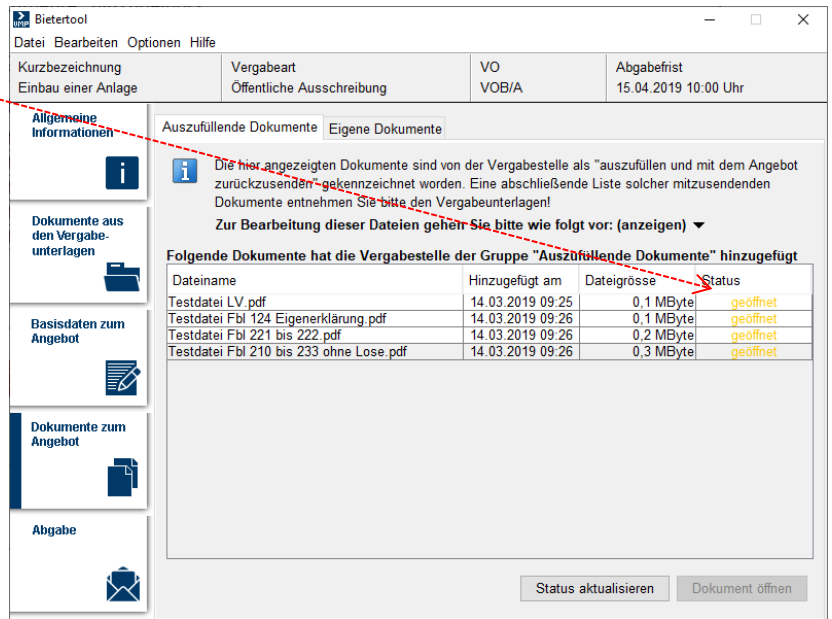 VMP Bietertool
Datei Bearbeiten Optionen Hilfe
Kurzbezeichnung Vergabeart VO Abgabefrist
Einbau einer Anlage Öffentliche Ausschreibung VOB/A 15.04.2019 10:00 Uhr
Allgemeine
Informationen
i
Dokumente aus
den Vergabe-
unterlagen
Basisdaten zum
Angebot
Dokumente zum
Angebot
Abgabe
Auszufüllende Dokumente Eigene Dokumente
i
Die hier angezeigten Dokumente sind von der Vergabestelle als "auszufüllen und mit dem Angebot
zurückzusenden" gekennzeichnet worden. Eine abschließende Liste solcher mitzusendenden
Dokumente entnehmen Sie bitte den Vergabeunterlagen!
Zur Bearbeitung dieser Dateien gehen Sie bitte wie folgt vor: (anzeigen)
Folgende Dokumente hat die Vergabestelle der Gruppe "Auszufüllende Dokumente" hinzugefügt
Dateiname Hinzugefügt am Dateigrösse Status
Testdatei LV.pdf 14.03.2019 09:25 0,1 MByte geöffnet
Testdatei Fbl 124 Eigenerklärung.pdf 14.03.2019 09:26 0,1 MByte geöffnet
Testdatei Fbl 221 bis 222.pdf 14.03.2019 09:26 0,2 MByte geöffnet
Testdatei Fbl 210 bis 233 ohne Lose.pdf 14.03.2019 09:26 0,3 MByte geöffnet
Status aktualisieren Dokument öffnen